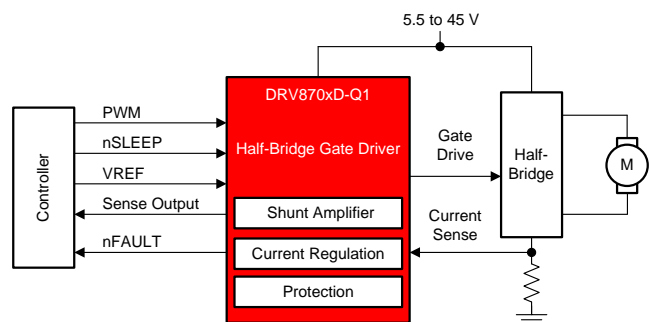 5.5 to 45 V
DRV870xD-Q1
Half-Bridge Gate Driver
Controller
PWM
nSLEEP
VREF
Sense Output
nFAULT
Shunt Amplifier
Current Regulation
Protection
Gate
Drive
Current
Sense
Half-
Bridge
M